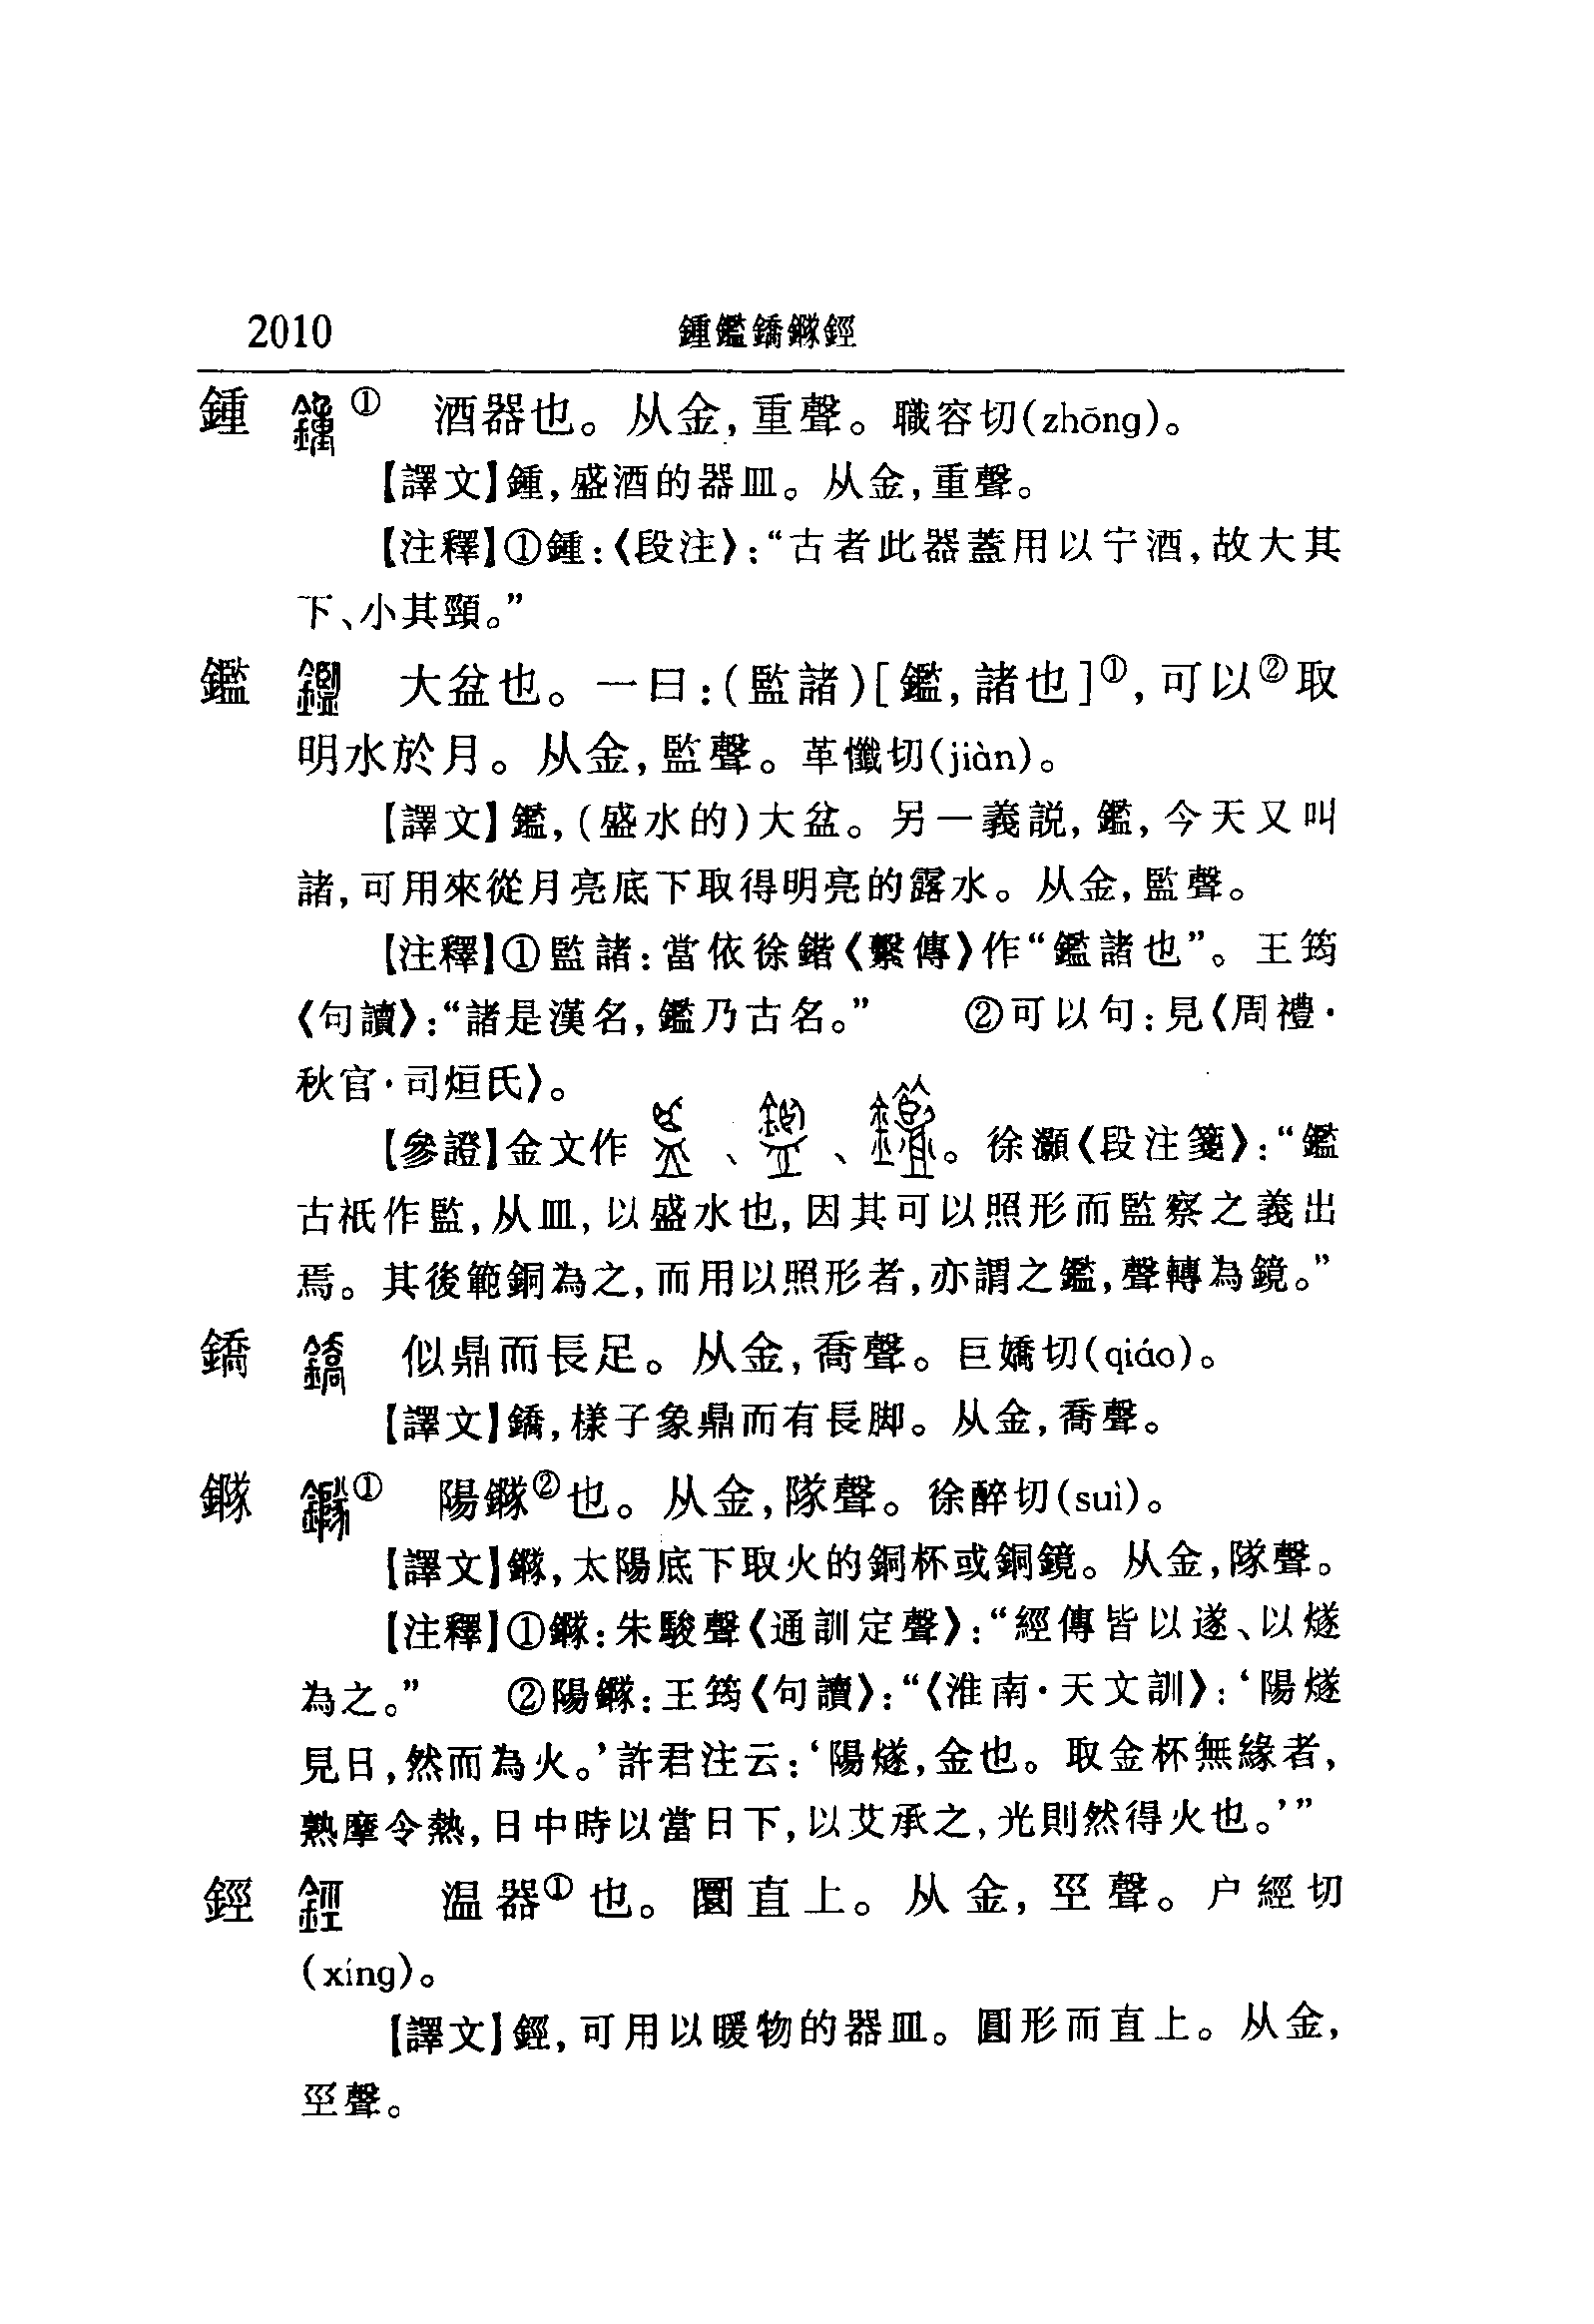 2010 鍾鑑鐈䥙鋞
鍾 ① 酒器也。从金,重聲。職容切(zhōng)。
【譯文】鍾,盛酒的器皿。从金,重聲。
【注釋】①鍾:《段注》:“古者此器蓋用以宁酒,故大其
下、小其頸。”
鑑 大盆也。一曰:(監諸)[鑑,諸也]①,可以②取
明水於月。从金,監聲。革懺切(jiàn)。
【譯文】鑑,(盛水的)大盆。另一義説,鑑,今天又叫
諸,可用來從月亮底下取得明亮的露水。从金,監聲。
【注釋】①監諸:當依徐鍇《繫傳》作“鑑諸也”。王筠
《句讀》:“諸是漢名,鑑乃古名。” ②可以句:見《周禮·
秋官·司烜氏》。
【參證】金文作 、 、 。徐灝《段注箋》:“鑑
古衹作監,从皿,以盛水也,因其可以照形而監察之義出
焉。其後範銅為之,而用以照形者,亦謂之鑑,聲轉為鏡。”
鐈 似鼎而長足。从金,喬聲。巨嬌切(qiáo)。
【譯文】鐈,樣子象鼎而有長脚。从金,喬聲。
䥙 ① 陽䥙②也。从金,隊聲。徐醉切(suì)。
【譯文】䥙,太陽底下取火的銅杯或銅鏡。从金,隊聲。
【注釋】①䥙:朱駿聲《通訓定聲》:“經傳皆以遂、以燧
為之。” ②陽䥙:王筠《句讀》:“《淮南·天文訓》:‘陽燧
見日,然而為火。’許君注云:‘陽燧,金也。取金杯無緣者,
熟摩令熱,日中時以當日下,以艾承之,光則然得火也。’”
鋞 温器①也。圜直上。从金,巠聲。户經切
(xíng)。
【譯文】鋞,可用以暖物的器皿。圓形而直上。从金,
巠聲。